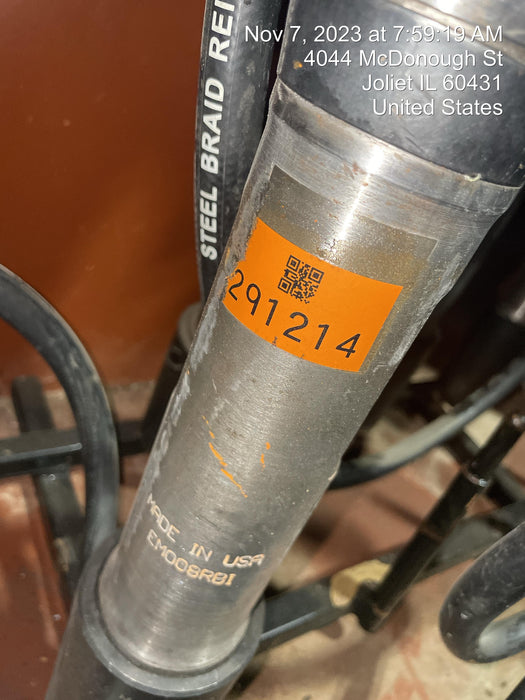 Nov 7, 2023 at 7:59:19 AM
4044 McDonough St
Joliet IL 60431
United States
STEEL BRAID REI
291214
MADE IN USA
EM008RBI